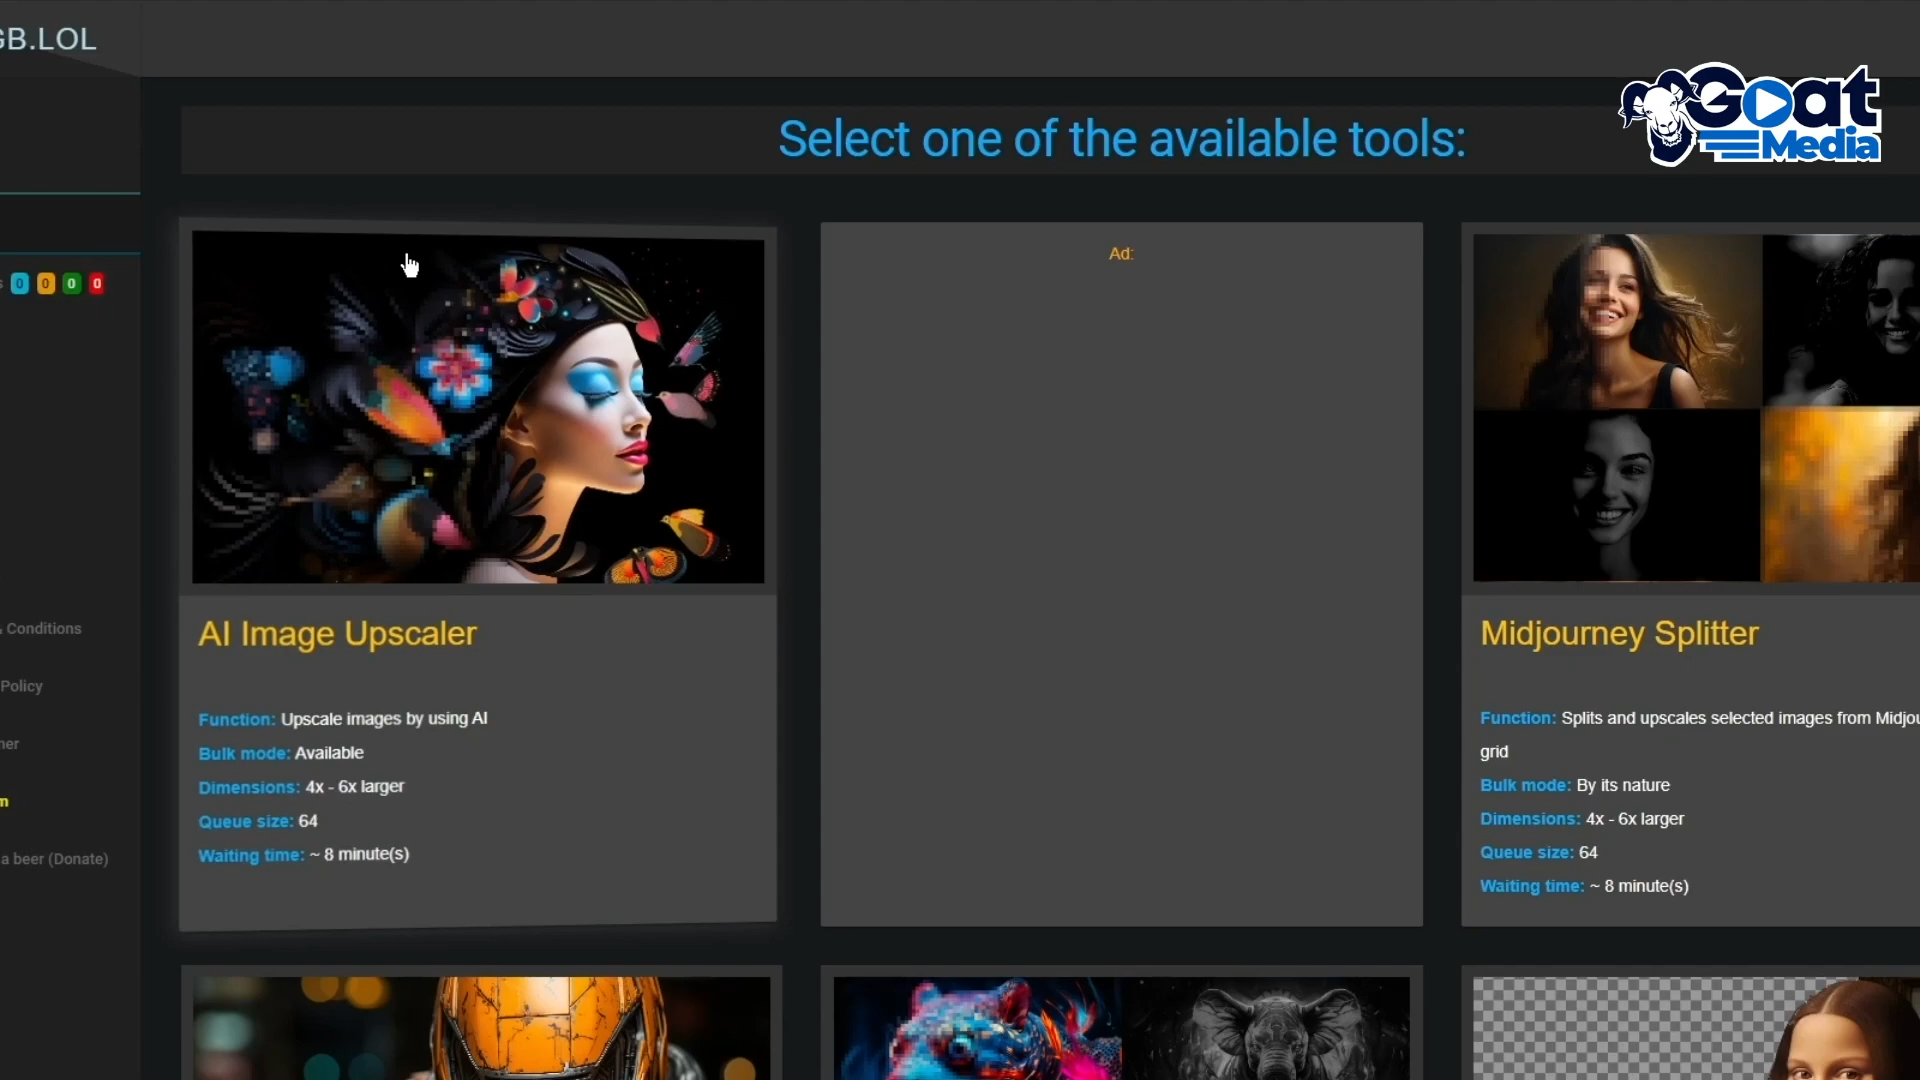 GB.LOL
Goat
Media
Select one of the available tools:
0 0 0 0
Ad:
AI Image Upscaler
Function: Upscale images by using AI
Bulk mode: Available
Dimensions: 4x - 6x larger
Queue size: 64
Waiting time: ~ 8 minute(s)
Midjourney Splitter
Function: Splits and upscales selected images from Midjou
grid
Bulk mode: By its nature
Dimensions: 4x - 6x larger
Queue size: 64
Waiting time: ~ 8 minute(s)
& Conditions
Policy
ner
m
a beer (Donate)